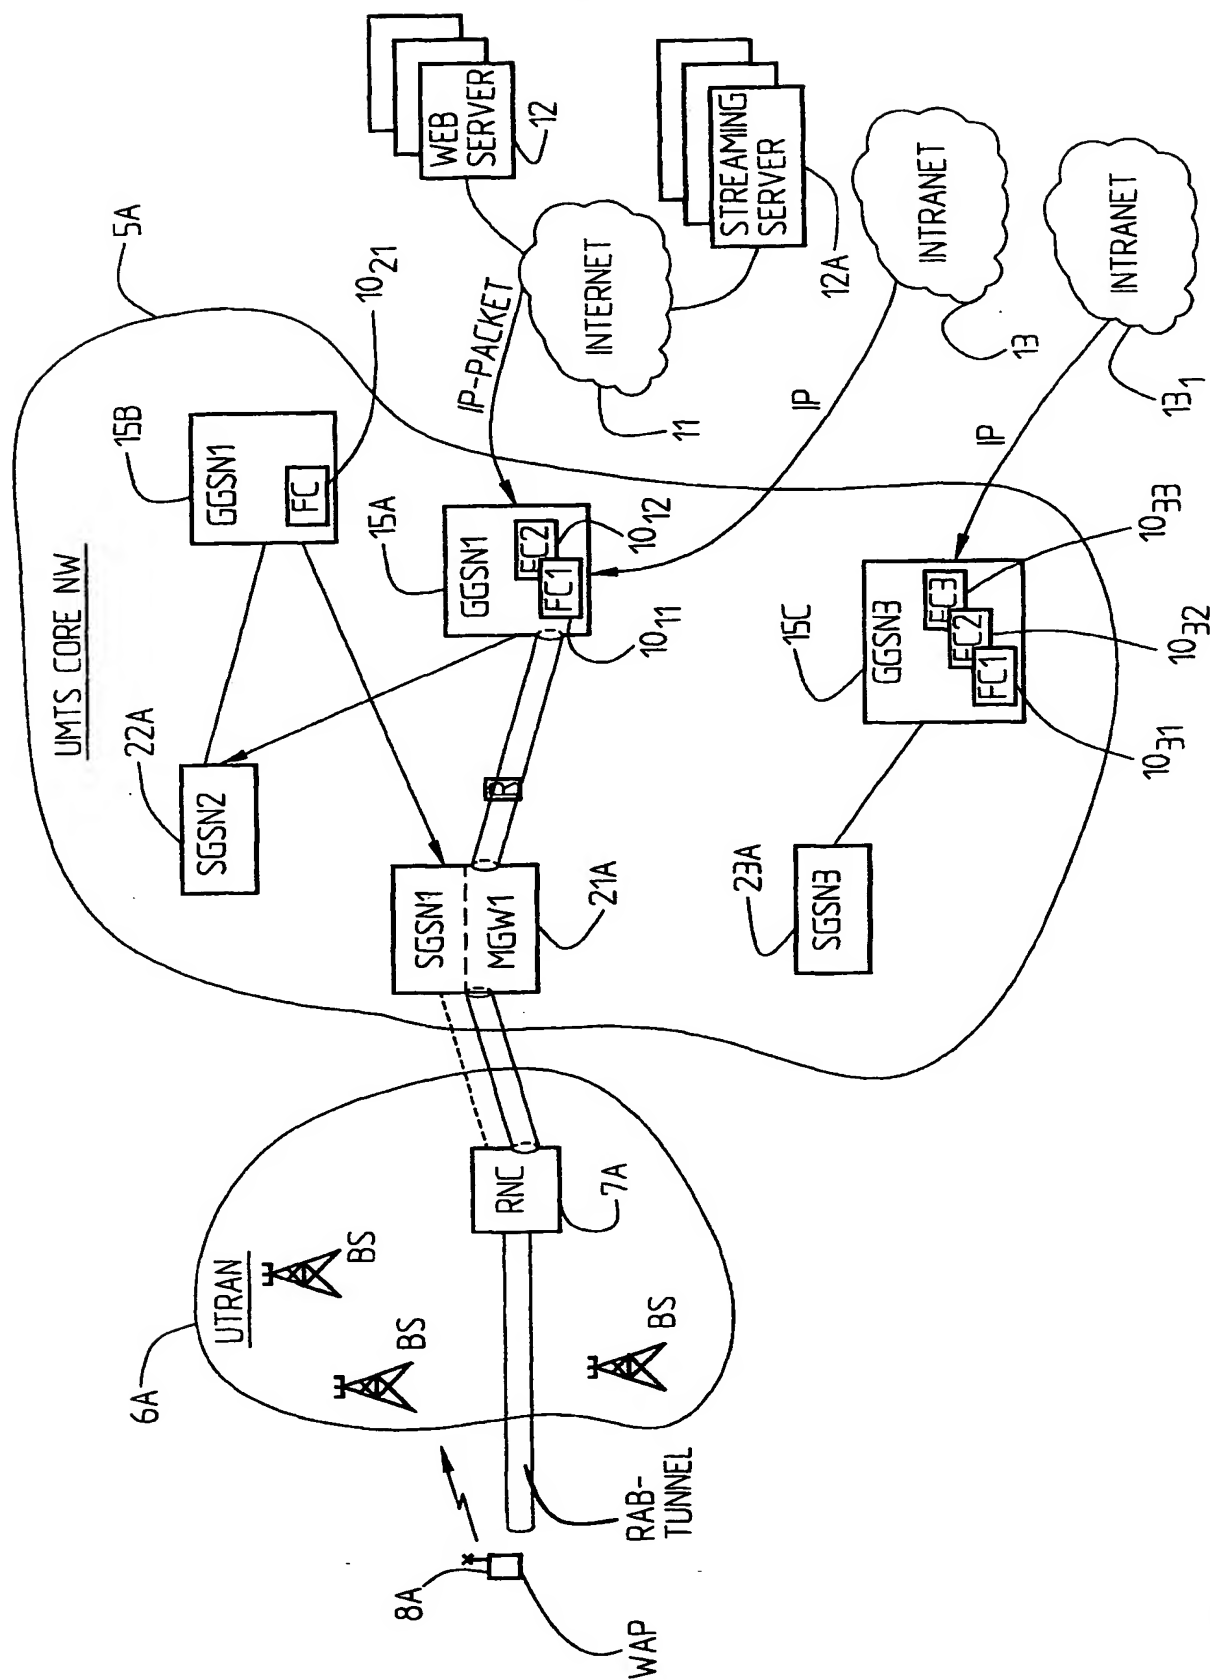 UMTS CORE NW
5A
22A
SGSN2
15B
GGSN1
FC
10₂₁
WEB
SERVER
12
IP-PACKET
INTERNET
11
STREAMING
SERVER
12A
15A
GGSN1
FC2
FC1
10₁₂
10₁₁
IP
INTRANET
13
IP
INTRANET
13₁
SGSN1
MGW1
21A
R
15C
GGSN3
FC3
FC2
FC1
10₃₃
10₃₂
10₃₁
23A
SGSN3
6A
UTRAN
BS
BS
BS
RNC
7A
8A
WAP
RAB-
TUNNEL